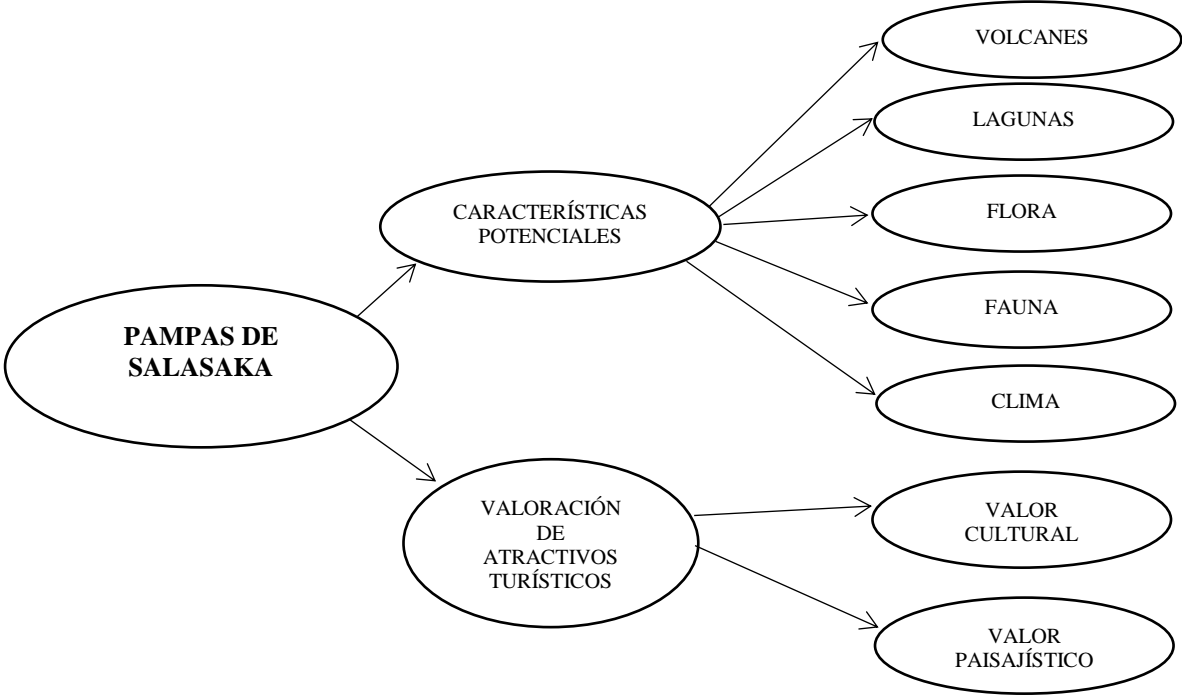 PAMPAS DE
SALASAKA
CARACTERÍSTICAS
POTENCIALES
VOLCANES
LAGUNAS
FLORA
FAUNA
CLIMA
VALORACIÓN
DE
ATRACTIVOS
TURÍSTICOS
VALOR
CULTURAL
VALOR
PAISAJÍSTICO